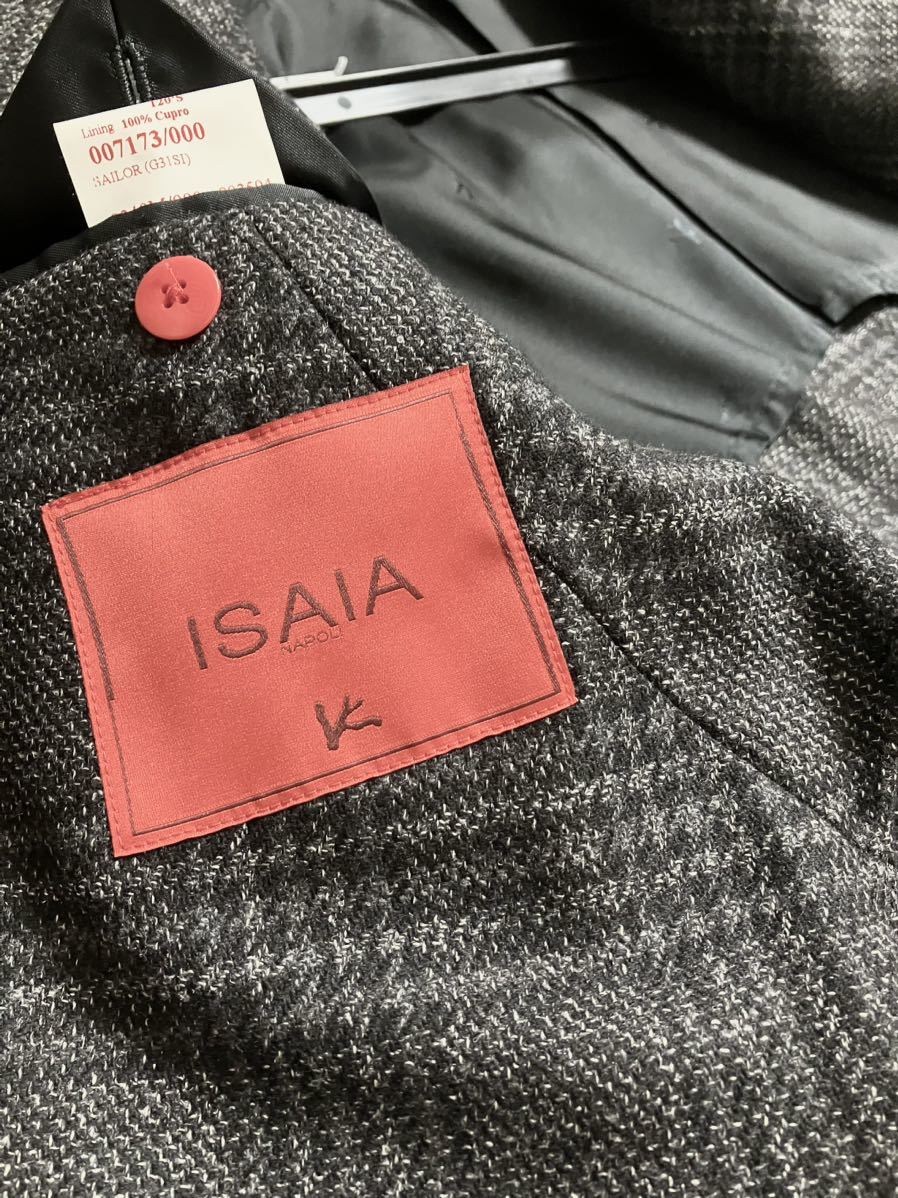 120'S
Lining 100% Cupro
007173/000
SAILOR (G31SI)
ISAIA
NAPOLI